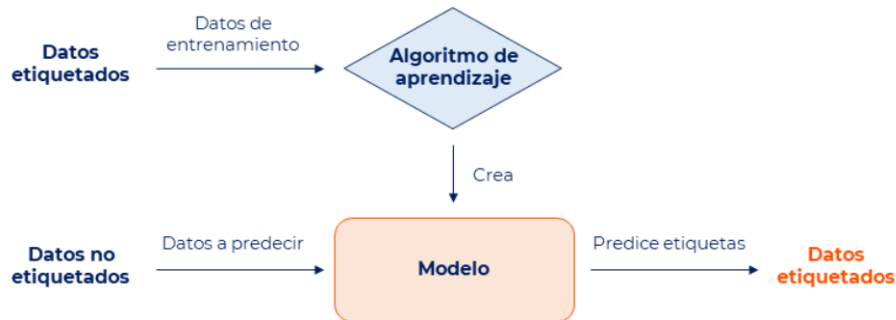 Datos
etiquetados
Datos de
entrenamiento
Algoritmo de
aprendizaje
Crea
Datos no
etiquetados
Datos a predecir
Modelo
Predice etiquetas
Datos
etiquetados